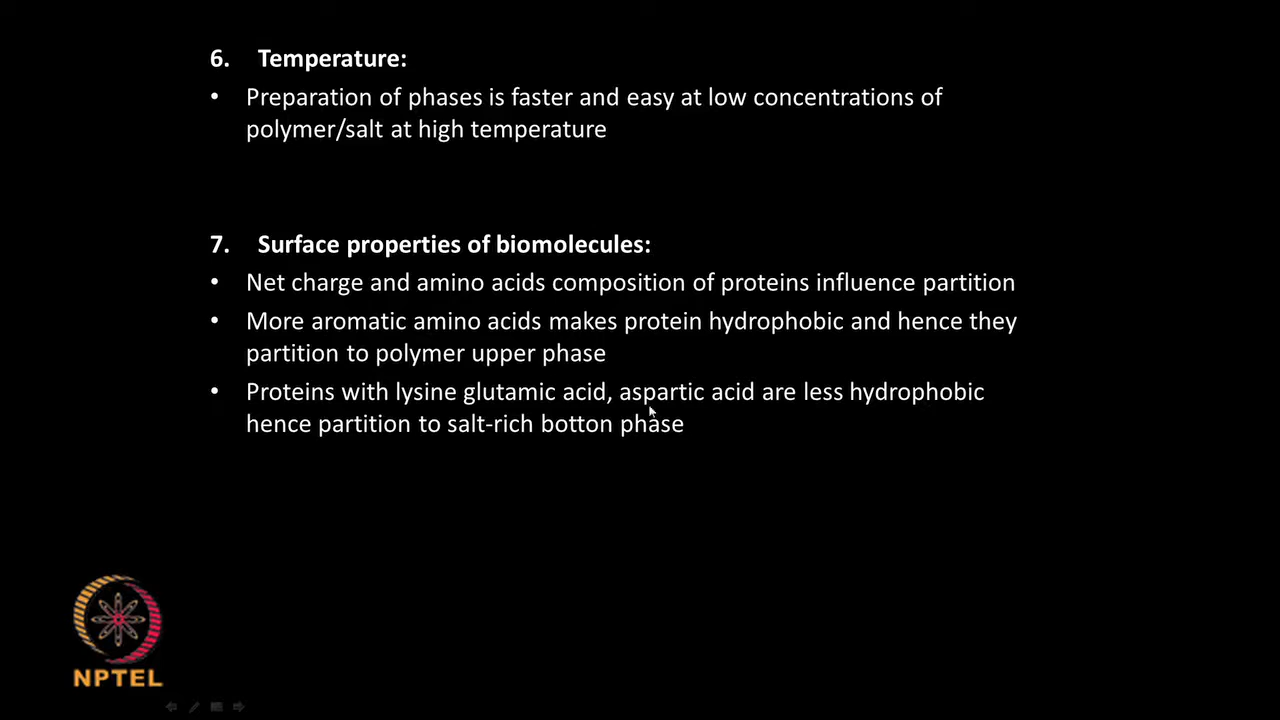 6. Temperature:
• Preparation of phases is faster and easy at low concentrations of
polymer/salt at high temperature
7. Surface properties of biomolecules:
• Net charge and amino acids composition of proteins influence partition
• More aromatic amino acids makes protein hydrophobic and hence they
partition to polymer upper phase
• Proteins with lysine glutamic acid, aspartic acid are less hydrophobic
hence partition to salt-rich botton phase
NPTEL